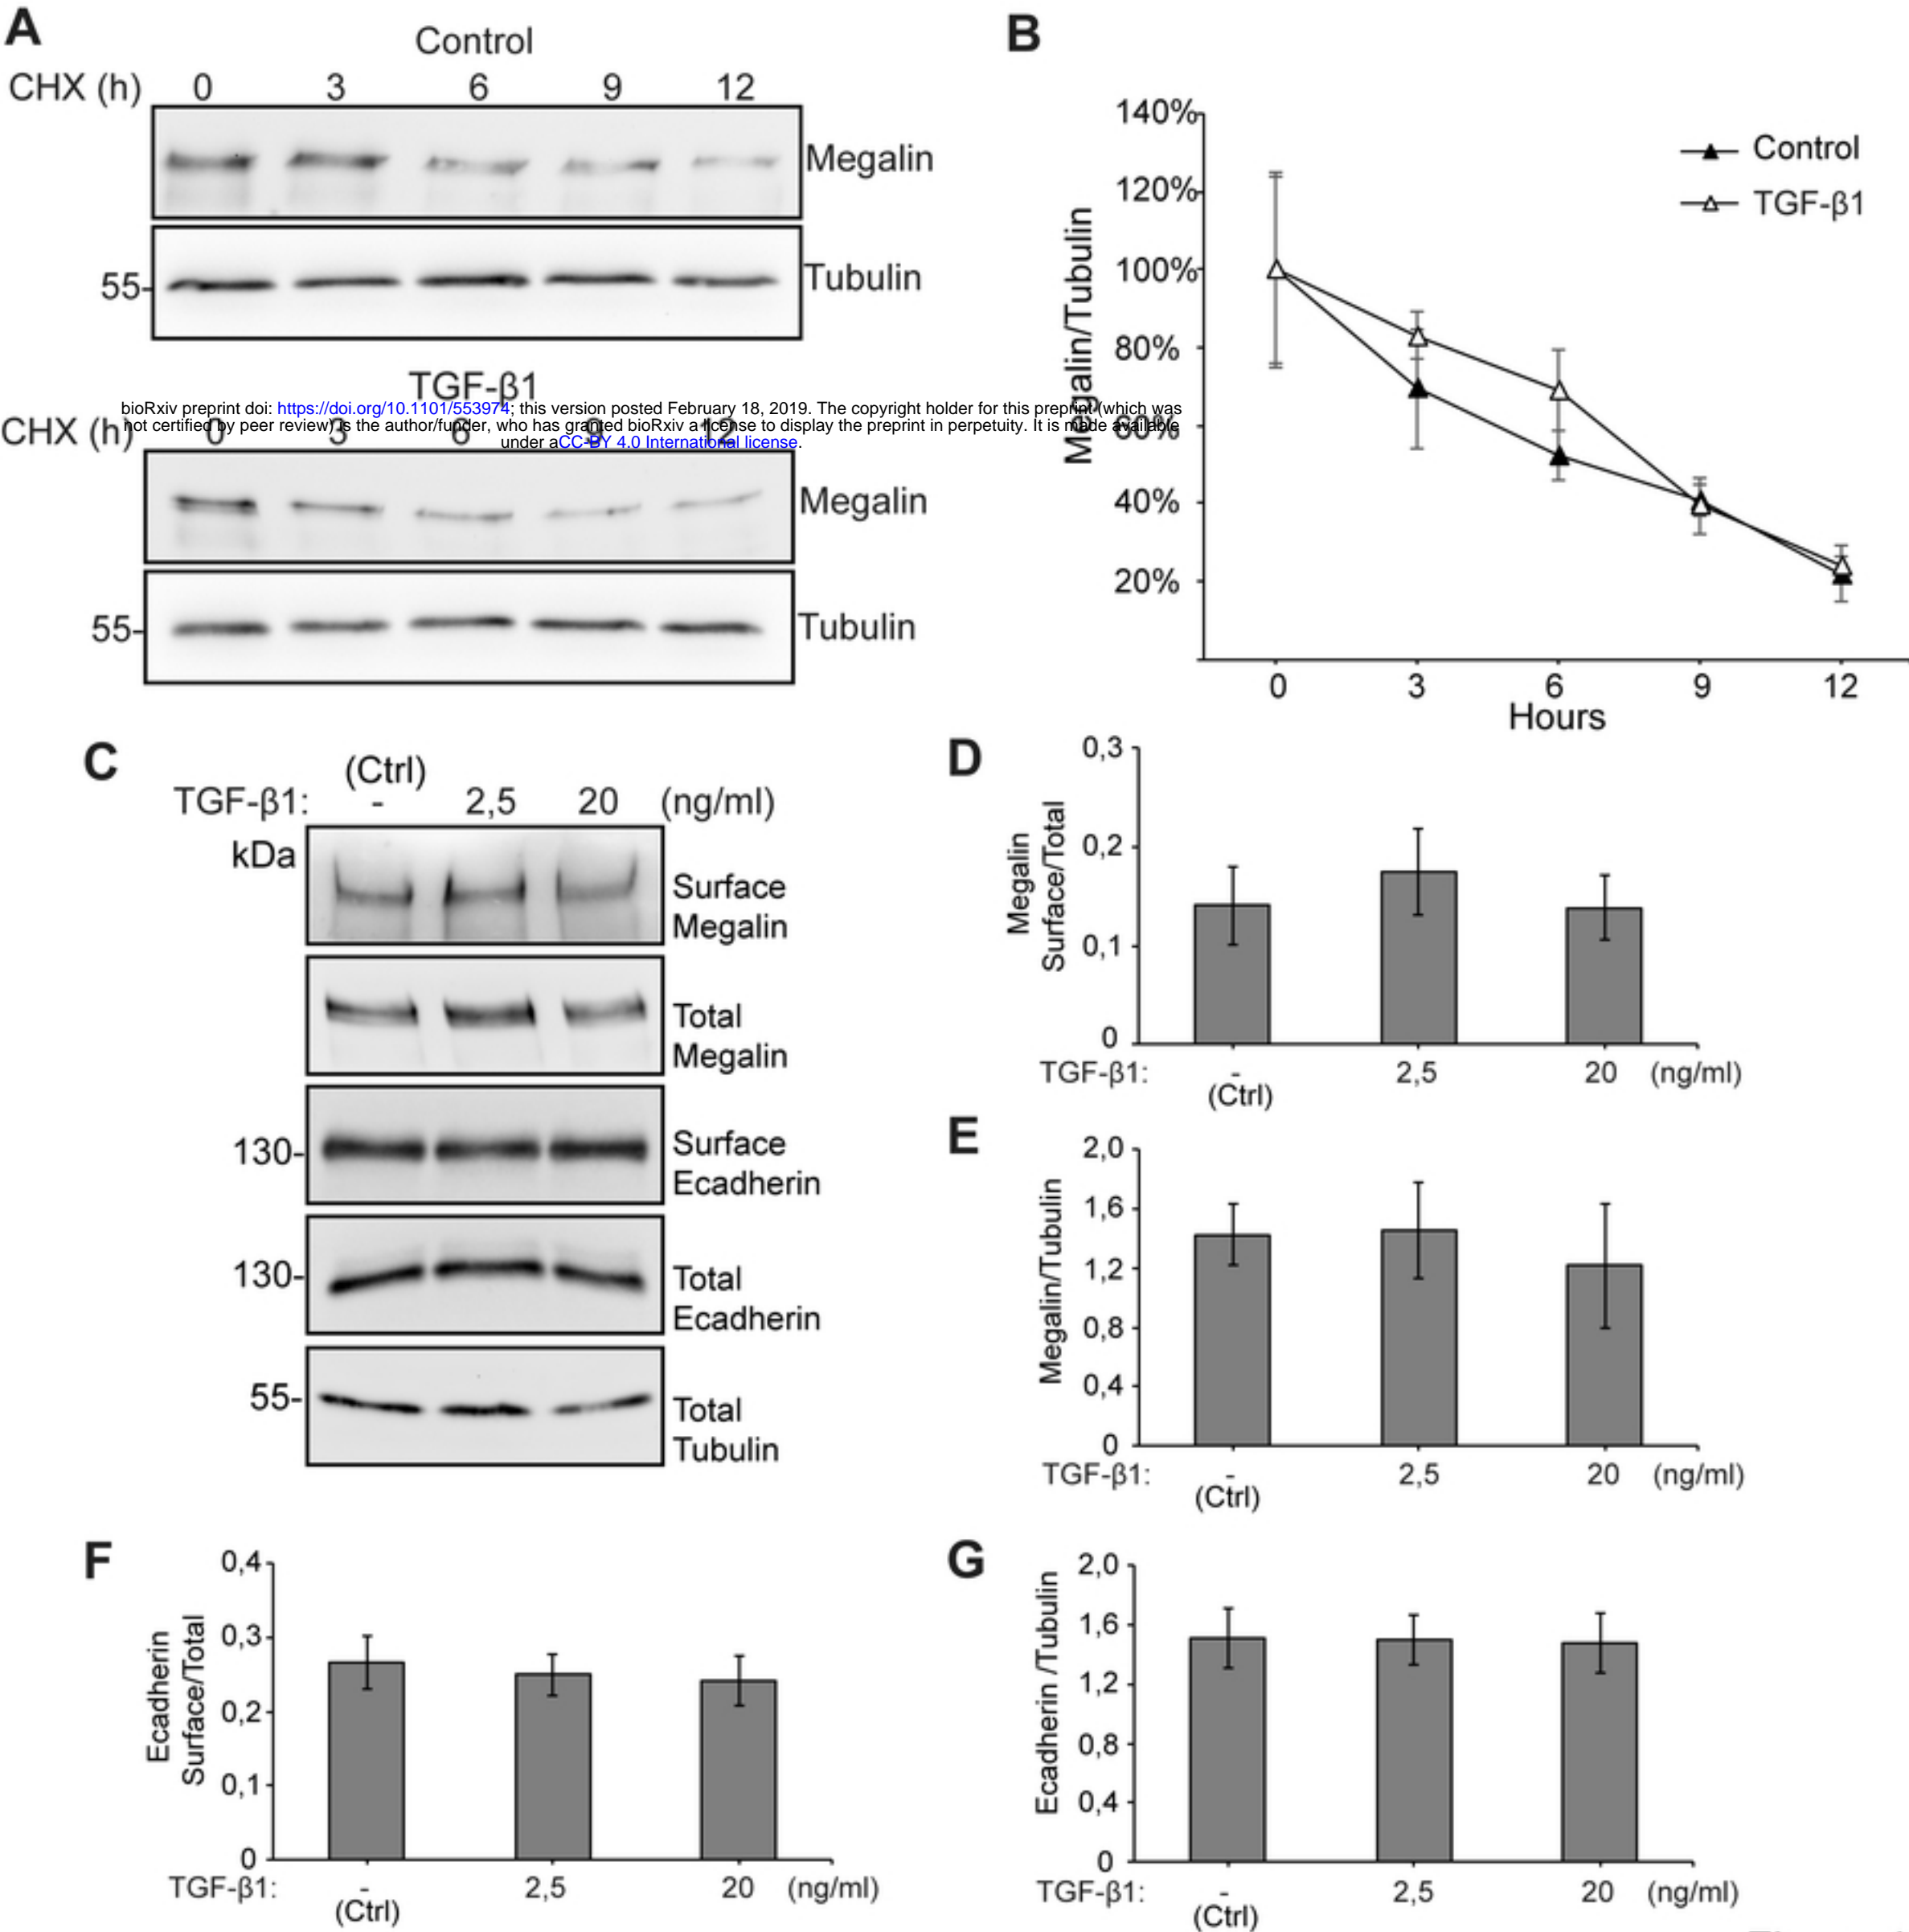 A
Control
CHX (h) 0 3 6 9 12
Megalin
55- Tubulin
TGF-β1
bioRxiv preprint doi: https://doi.org/10.1101/553974; this version posted February 18, 2019. The copyright holder for this preprint (which was
not certified by peer review) is the author/funder, who has granted bioRxiv a license to display the preprint in perpetuity. It is made available
under aCC-BY 4.0 International license.
CHX (h) 0 3 6 9 12
Megalin
55- Tubulin
B
140%
120%
100%
80%
60%
40%
20%
Megalin/Tubulin
Control
TGF-β1
0 3 6 9 12
Hours
C
(Ctrl)
TGF-β1: - 2,5 20 (ng/ml)
kDa
Surface
Megalin
Total
Megalin
130- Surface
Ecadherin
130- Total
Ecadherin
55- Total
Tubulin
D
Megalin
Surface/Total
0,3
0,2
0,1
0
TGF-β1: - 2,5 20 (ng/ml)
(Ctrl)
E
Megalin/Tubulin
2,0
1,6
1,2
0,8
0,4
0
TGF-β1: - 2,5 20 (ng/ml)
(Ctrl)
F
Ecadherin
Surface/Total
0,4
0,3
0,2
0,1
0
TGF-β1: - 2,5 20 (ng/ml)
(Ctrl)
G
Ecadherin /Tubulin
2,0
1,6
1,2
0,8
0,4
0
TGF-β1: - 2,5 20 (ng/ml)
(Ctrl)